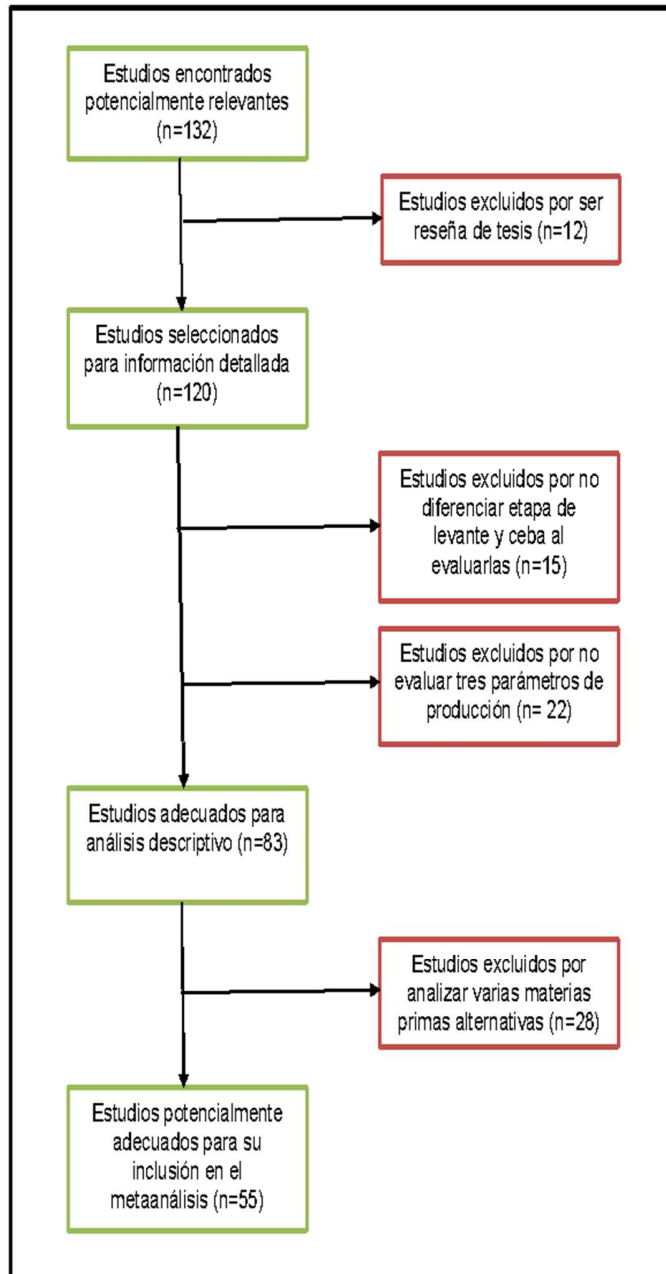 Estudios encontrados
potencialmente relevantes
(n=132)
Estudios excluidos por ser
reseña de tesis (n=12)
Estudios seleccionados
para información detallada
(n=120)
Estudios excluidos por no
diferenciar etapa de
levante y ceba al
evaluarlas (n=15)
Estudios excluidos por no
evaluar tres parámetros de
producción (n= 22)
Estudios adecuados para
análisis descriptivo (n=83)
Estudios excluidos por
analizar varias materias
primas alternativas (n=28)
Estudios potencialmente
adecuados para su
inclusión en el
metaanálisis (n=55)